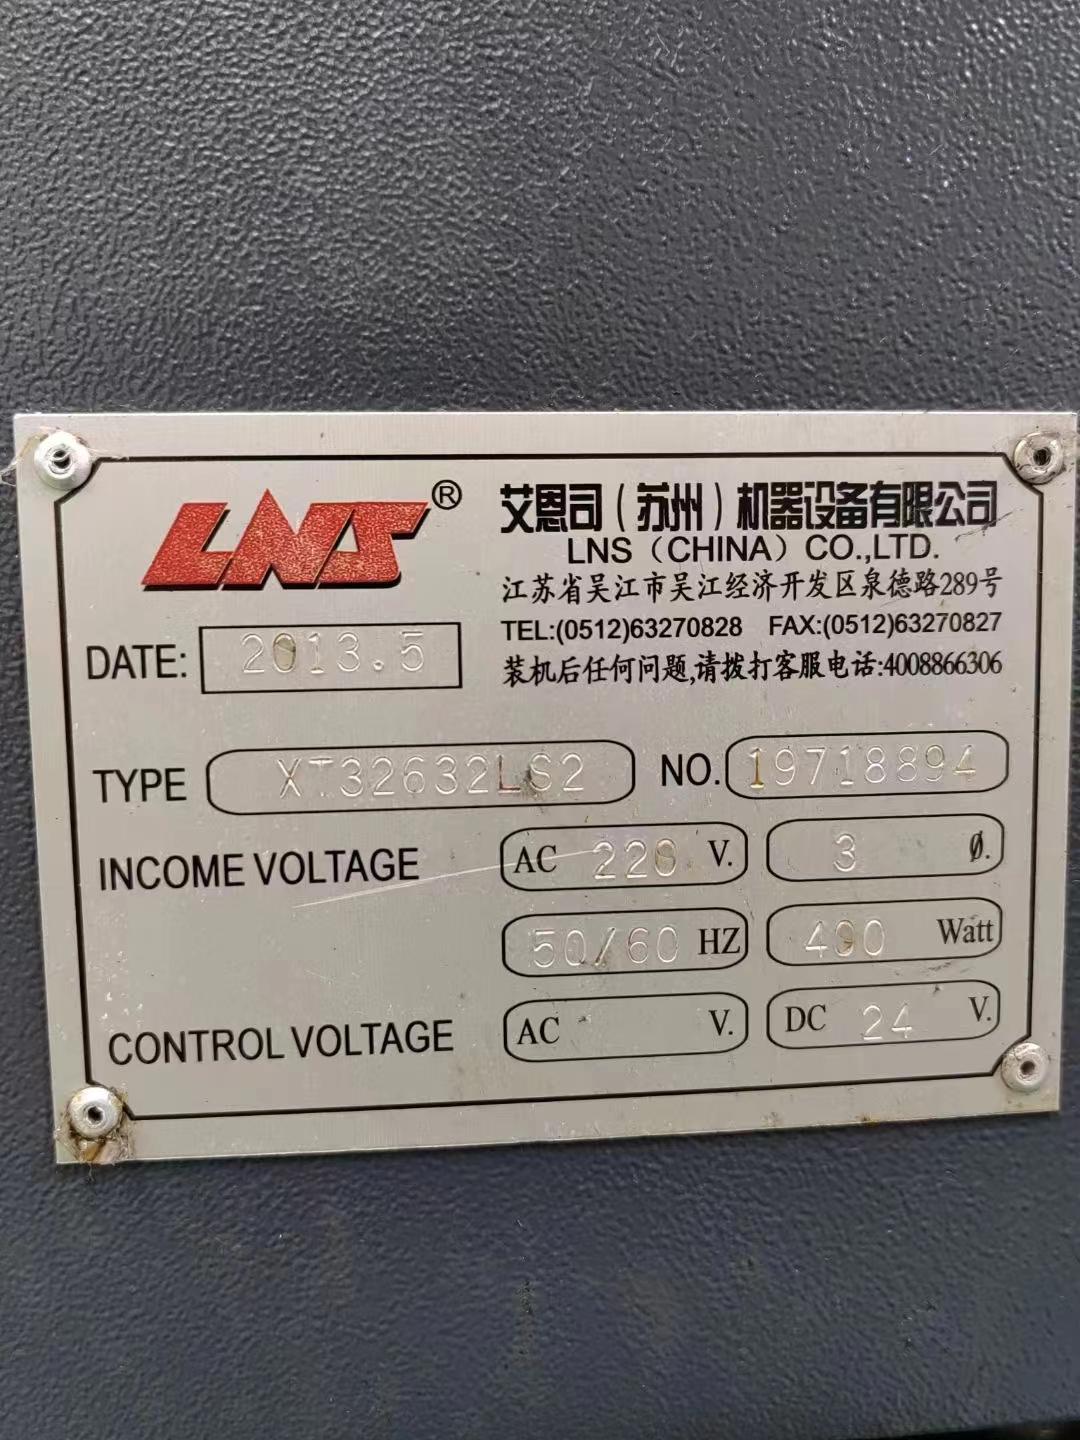 LNS®
艾恩司（苏州）机器设备有限公司
LNS（CHINA）CO.,LTD.
江苏省吴江市吴江经济开发区泉德路289号
TEL:(0512)63270828 FAX:(0512)63270827
装机后任何问题,请拨打客服电话:4008866306
DATE: 2013.5
TYPE XT32632LS2 NO. 19718894
INCOME VOLTAGE AC 220 V. 3 Ø.
50/60 HZ 400 Watt
CONTROL VOLTAGE AC V. DC 24 V.